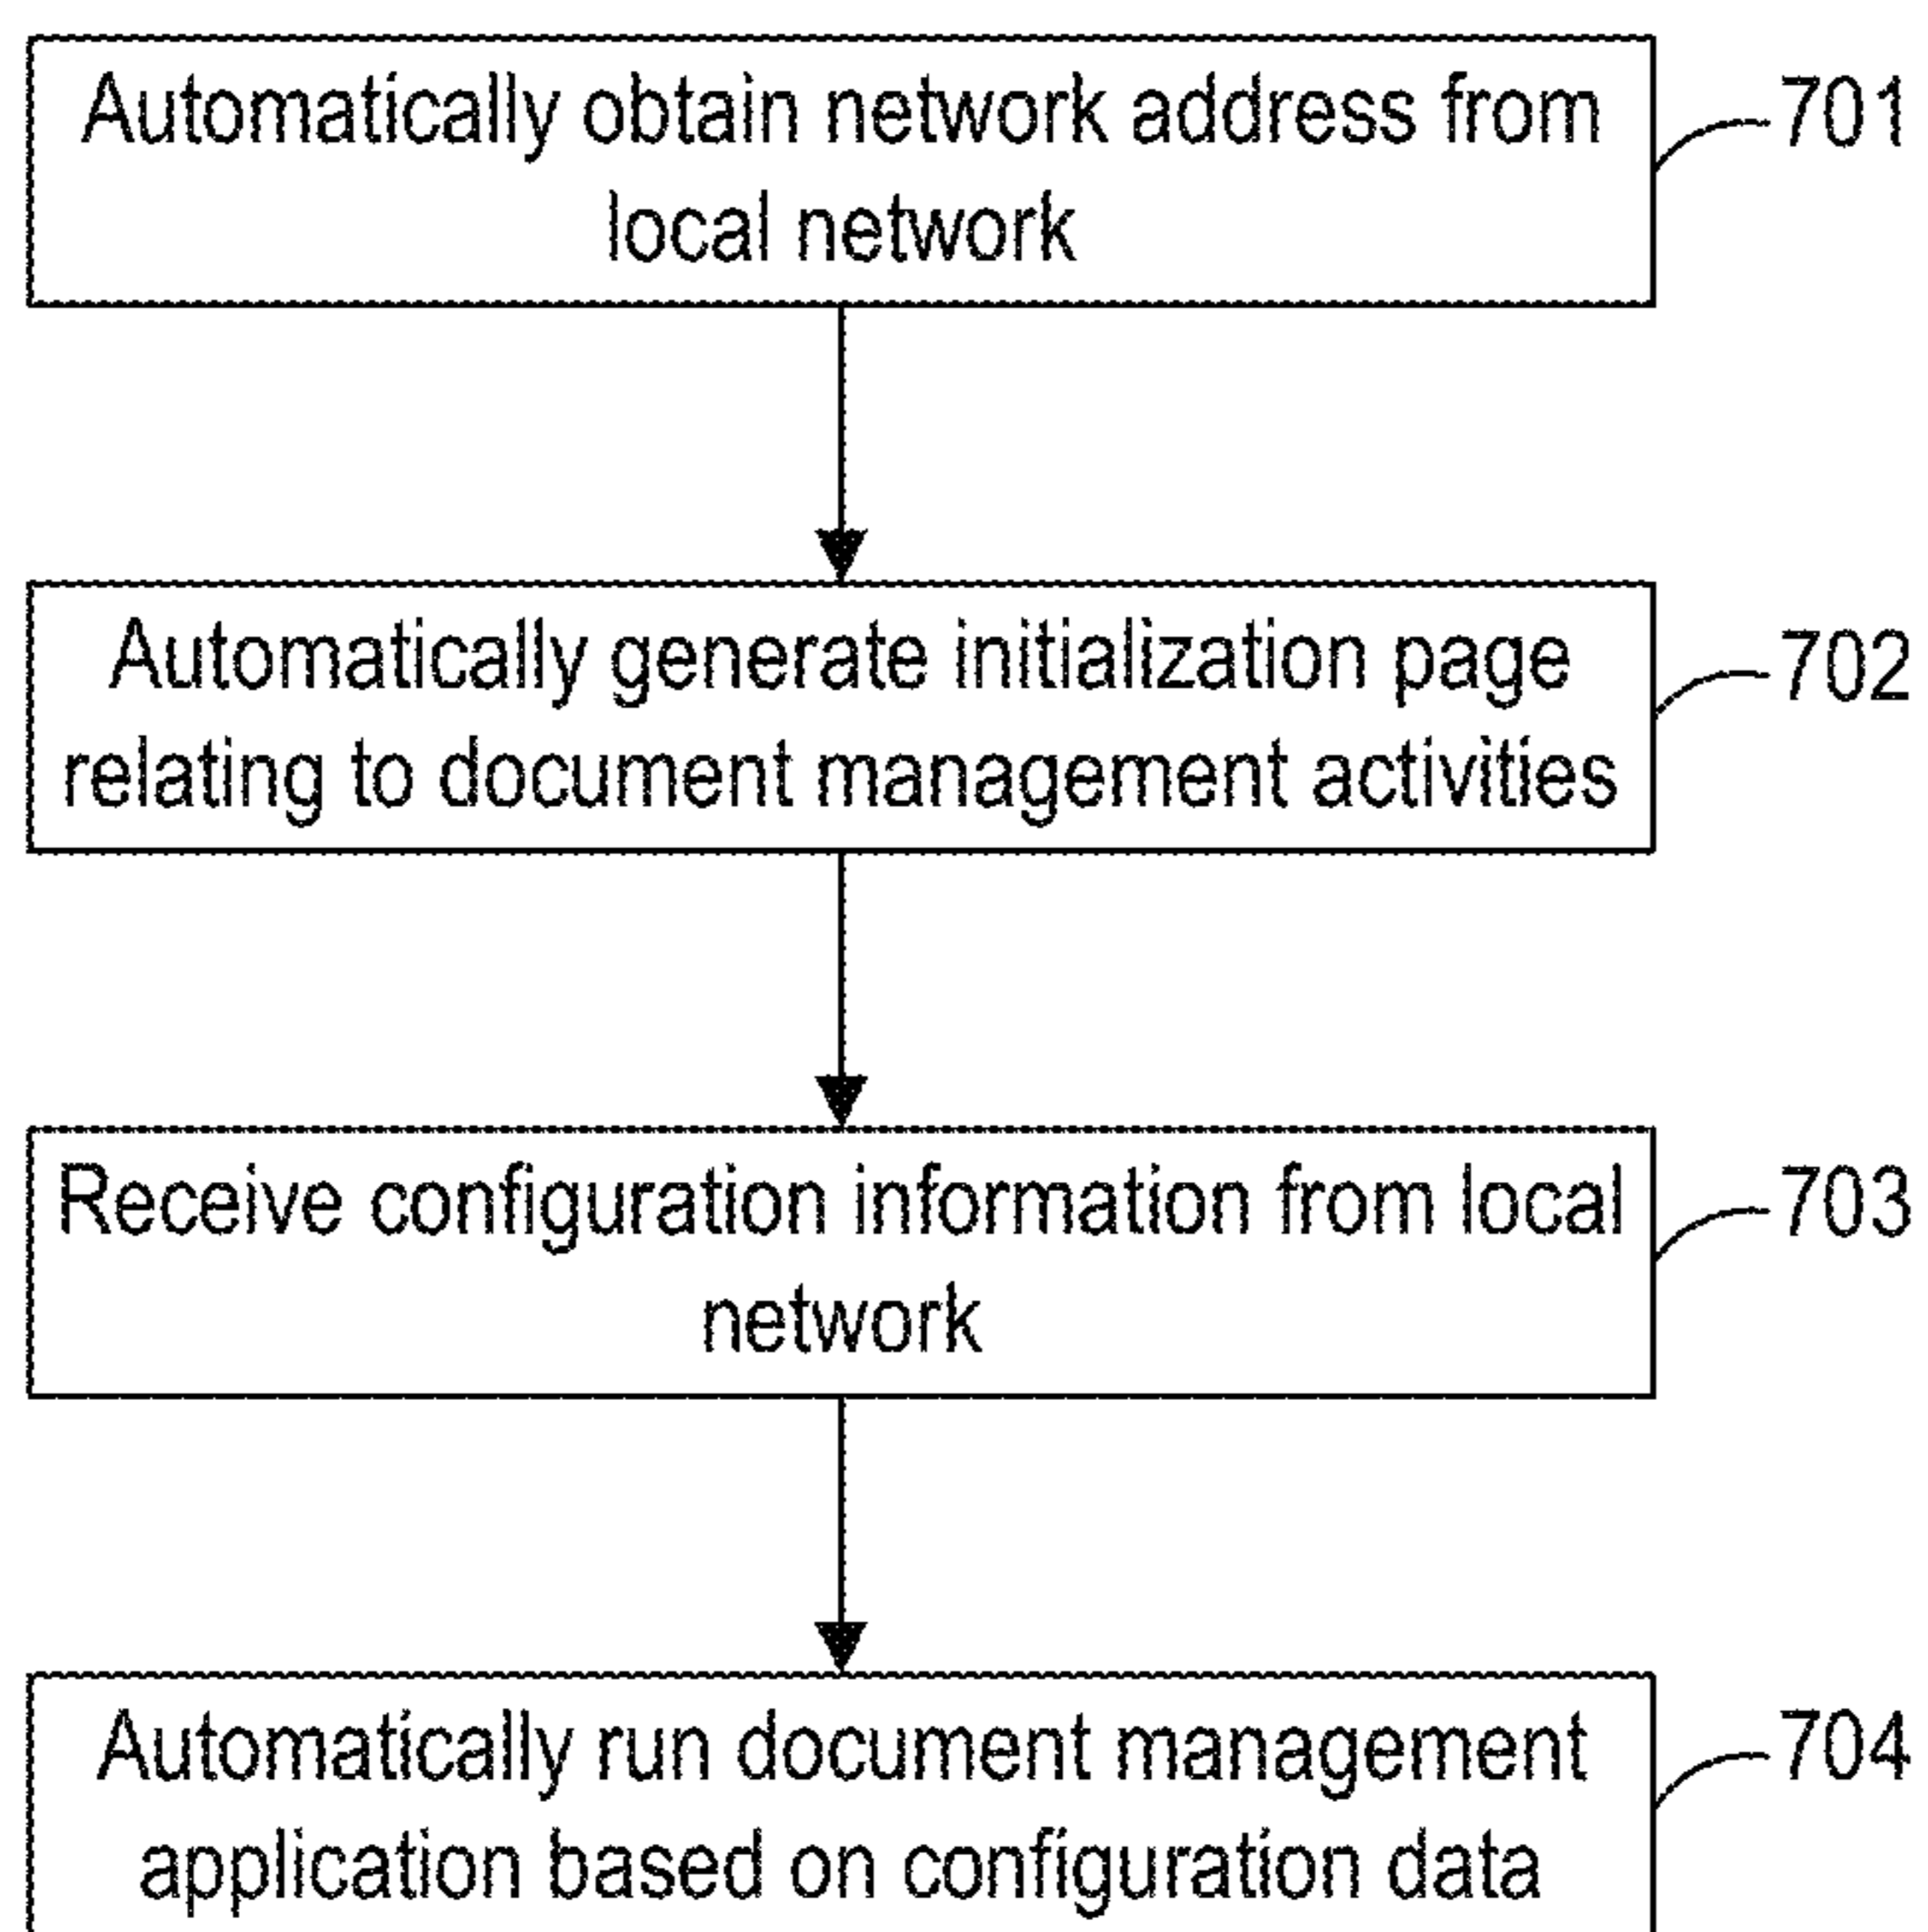 Automatically obtain network address from
local network
701
Automatically generate initialization page
relating to document management activities
702
Receive configuration information from local
network
703
Automatically run document management
application based on configuration data
704